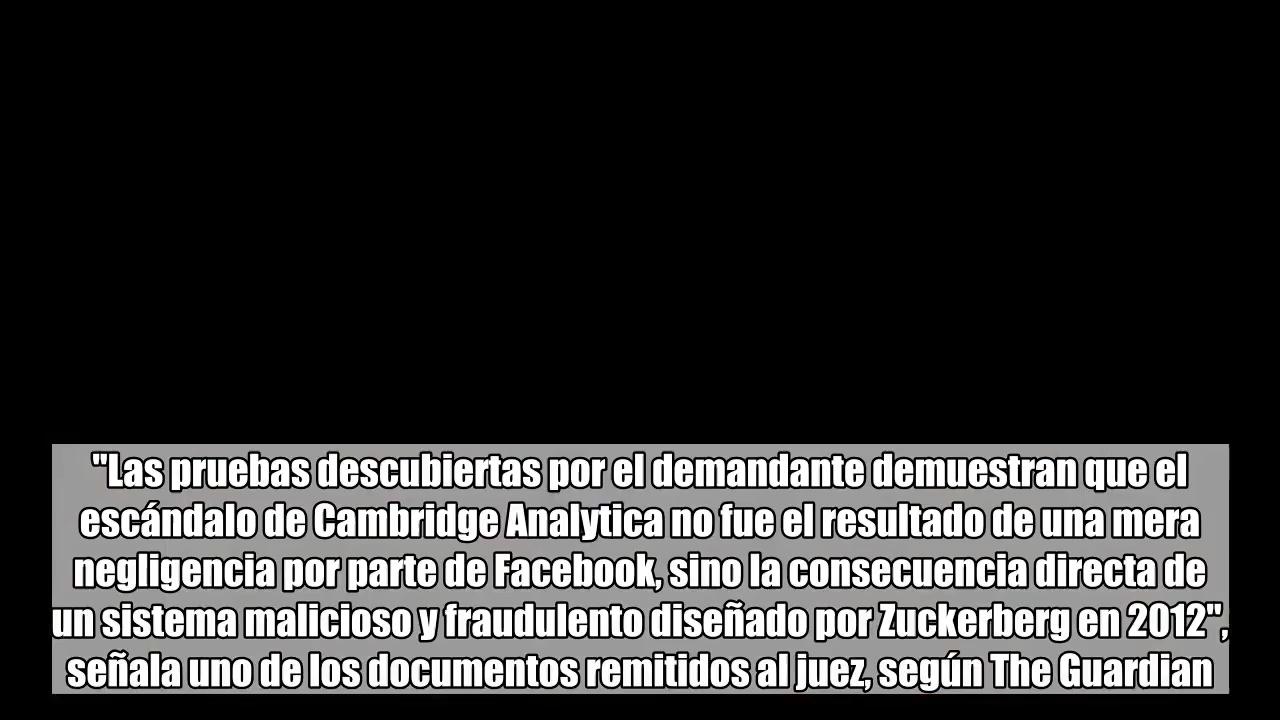 "Las pruebas descubiertas por el demandante demuestran que el
escándalo de Cambridge Analytica no fue el resultado de una mera
negligencia por parte de Facebook, sino la consecuencia directa de
un sistema malicioso y fraudulento diseñado por Zuckerberg en 2012",
señala uno de los documentos remitidos al juez, según The Guardian